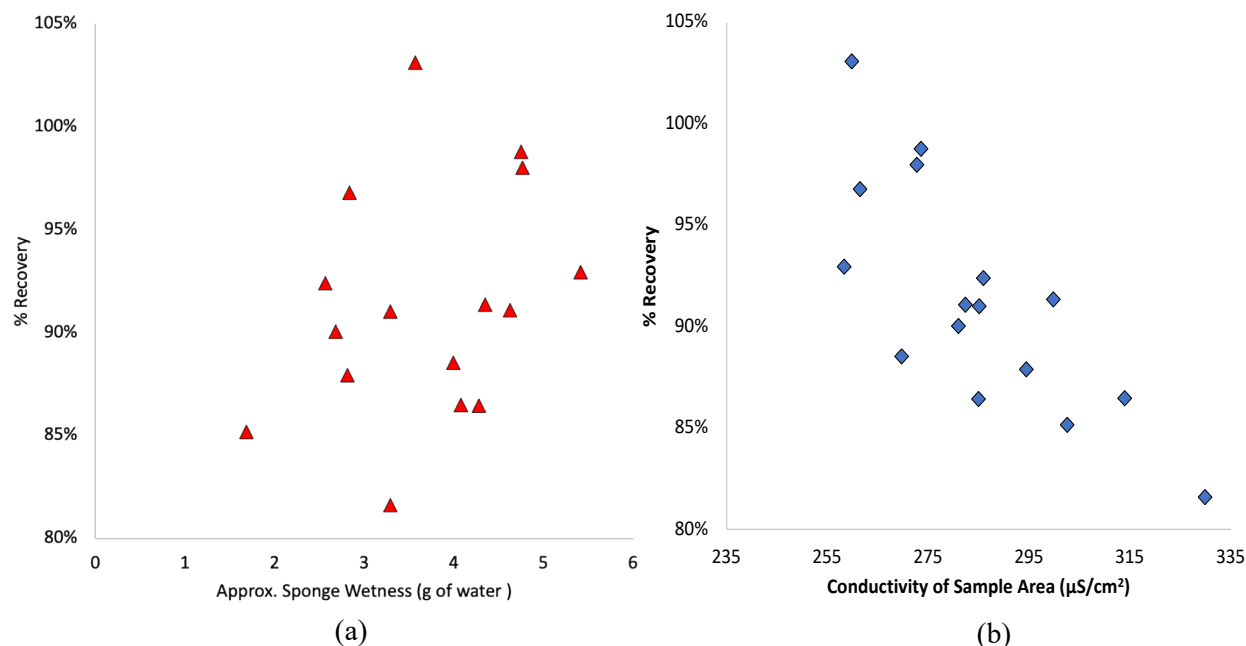 105%
100%
95%
90%
85%
80%
% Recovery
0 1 2 3 4 5 6
Approx. Sponge Wetness (g of water )
(a)
105%
100%
95%
90%
85%
80%
% Recovery
235 255 275 295 315 335
Conductivity of Sample Area (µS/cm²)
(b)